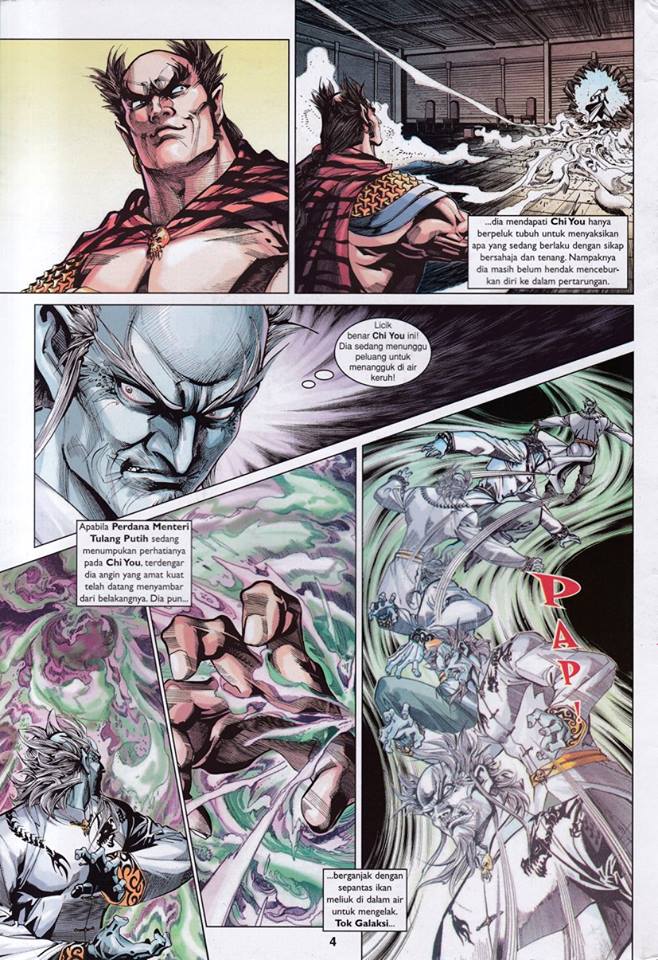 ...dia mendapati Chi You hanya
berpeluk tubuh untuk menyaksikan
apa yang sedang berlaku dengan sikap
bersahaja dan tenang. Nampaknya
dia masih belum hendak mencebur-
kan diri ke dalam pertarungan.
Licik
benar Chi You ini!
Dia sedang menunggu
peluang untuk
menangguk di air
keruh!
Apabila Perdana Menteri
Tulang Putih sedang
menumpukan perhatianya
pada Chi You, terdengar
dia angin yang amat kuat
telah datang menyambar
dari belakangnya. Dia pun...
PAP!
...berganjak dengan
sepantas ikan
meliuk di dalam air
untuk mengelak.
Tok Galaksi...
4